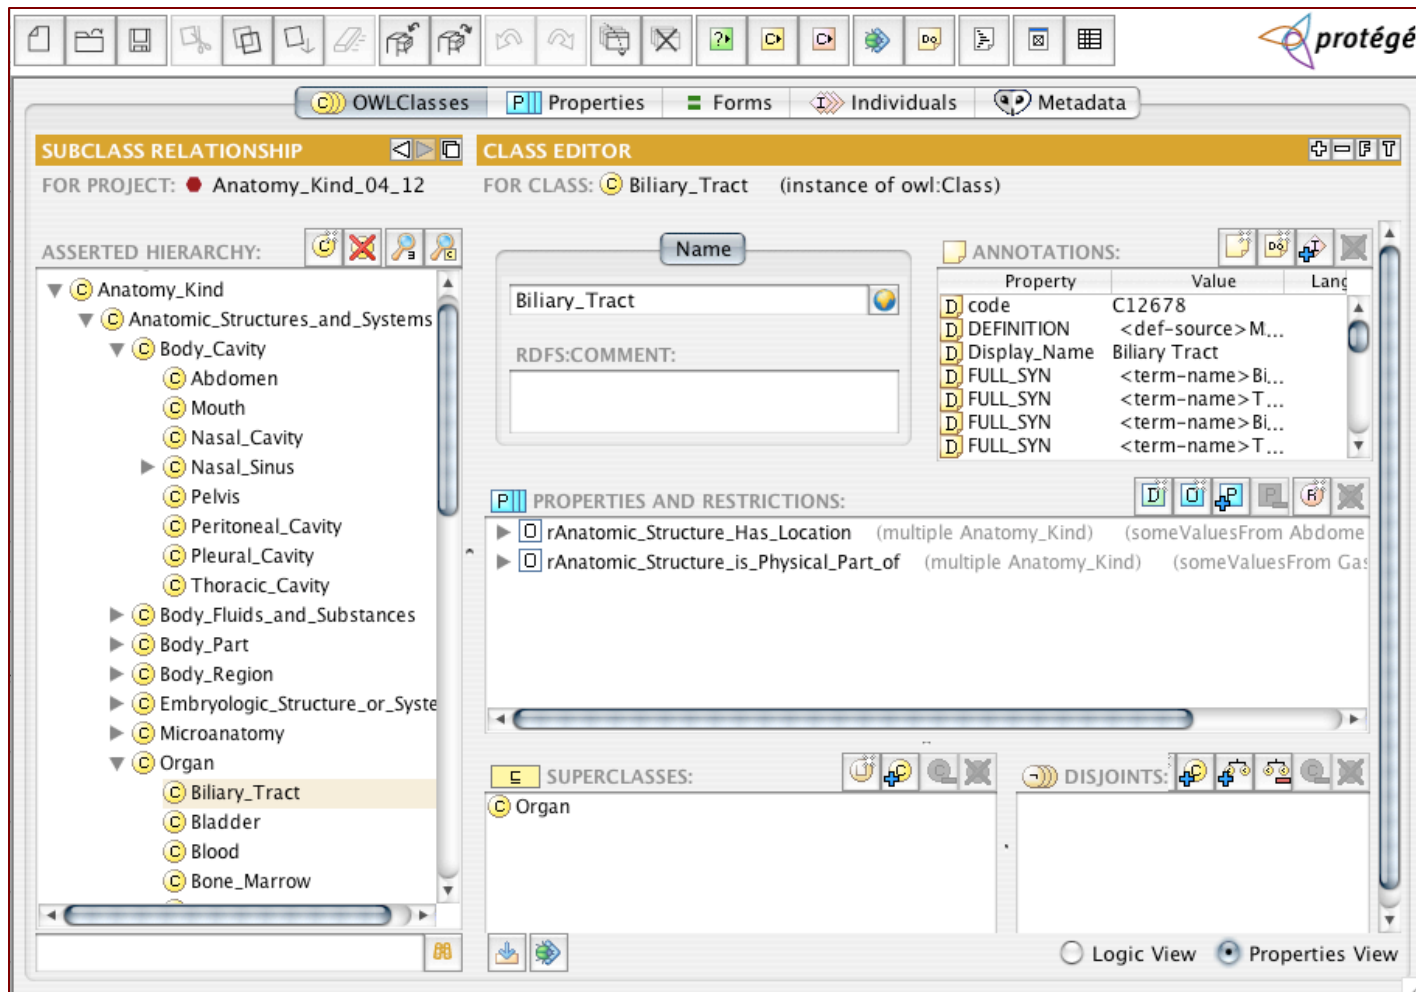 protégé
OWLClasses Properties Forms Individuals Metadata
SUBCLASS RELATIONSHIP
FOR PROJECT: Anatomy_Kind_04_12
ASSERTED HIERARCHY:
Anatomy_Kind
Anatomic_Structures_and_Systems
Body_Cavity
Abdomen
Mouth
Nasal_Cavity
Nasal_Sinus
Pelvis
Peritoneal_Cavity
Pleural_Cavity
Thoracic_Cavity
Body_Fluids_and_Substances
Body_Part
Body_Region
Embryologic_Structure_or_Syste
Microanatomy
Organ
Biliary_Tract
Bladder
Blood
Bone_Marrow
CLASS EDITOR
FOR CLASS: Biliary_Tract (instance of owl:Class)
Name
Biliary_Tract
RDFS:COMMENT:
ANNOTATIONS:
Property Value Lang
code C12678
DEFINITION <def-source>M...
Display_Name Biliary Tract
FULL_SYN <term-name>Bi...
FULL_SYN <term-name>T...
FULL_SYN <term-name>Bi...
FULL_SYN <term-name>T...
PROPERTIES AND RESTRICTIONS:
rAnatomic_Structure_Has_Location (multiple Anatomy_Kind) (someValuesFrom Abdome
rAnatomic_Structure_is_Physical_Part_of (multiple Anatomy_Kind) (someValuesFrom Gas
SUPERCLASSES:
Organ
DISJOINTS:
Logic View Properties View